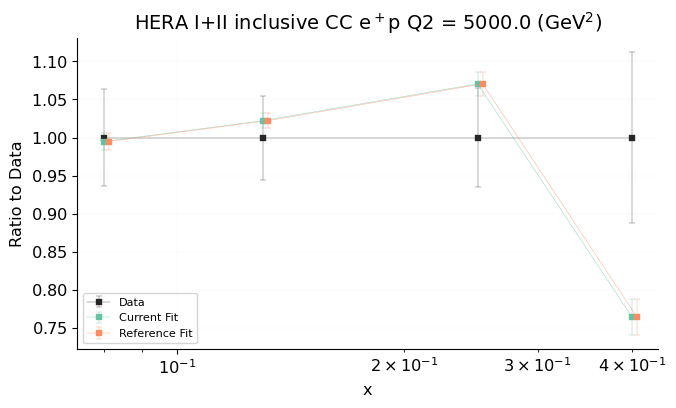 HERA I+II inclusive CC e⁺p Q2 = 5000.0 (GeV²)
Ratio to Data
1.10
1.05
1.00
0.95
0.90
0.85
0.80
0.75
Data
Current Fit
Reference Fit
10⁻¹
2 × 10⁻¹
3 × 10⁻¹
4 × 10⁻¹
x